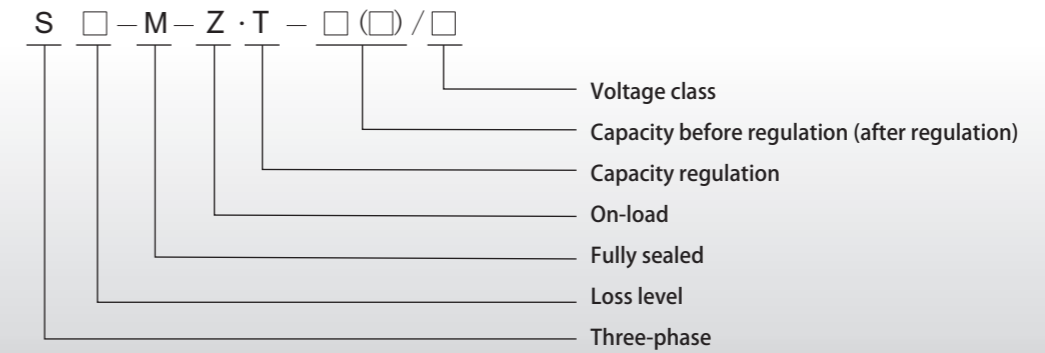 S □ – M – Z · T – □ (□) / □
Voltage class
Capacity before regulation (after regulation)
Capacity regulation
On-load
Fully sealed
Loss level
Three-phase